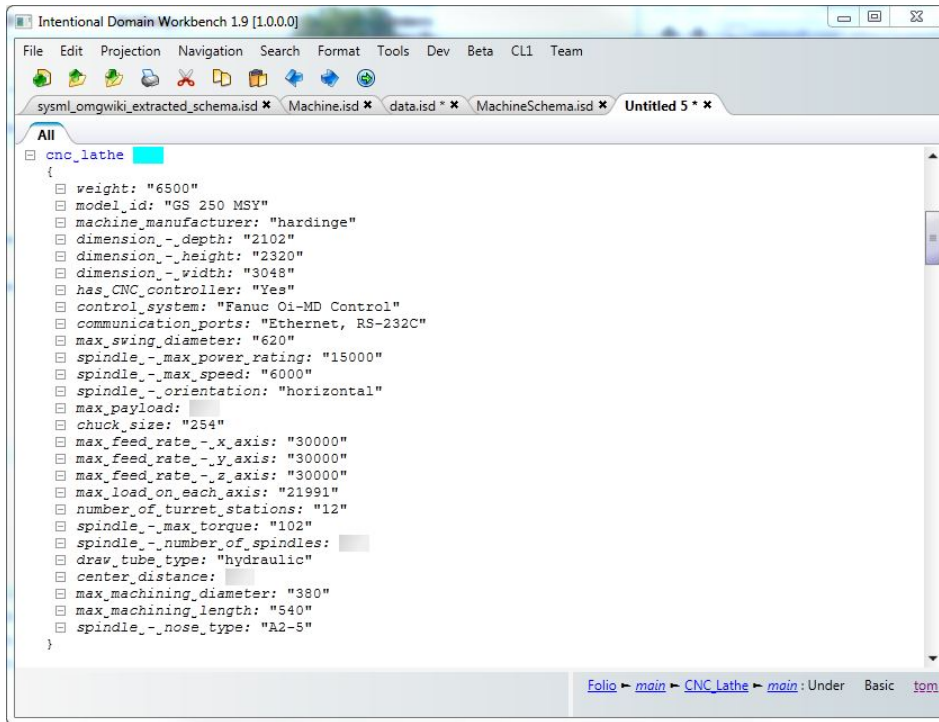 Intentional Domain Workbench 1.9 [1.0.0.0]
File Edit Projection Navigation Search Format Tools Dev Beta CL1 Team
sysml_omgwiki_extracted_schema.isd Machine.isd data.isd * MachineSchema.isd Untitled 5 *
All
cnc_lathe
{
weight: "6500"
model_id: "GS 250 MSY"
machine_manufacturer: "hardinge"
dimension_-_depth: "2102"
dimension_-_height: "2320"
dimension_-_width: "3048"
has_CNC_controller: "Yes"
control_system: "Fanuc Oi-MD Control"
communication_ports: "Ethernet, RS-232C"
max_swing_diameter: "620"
spindle_-_max_power_rating: "15000"
spindle_-_max_speed: "6000"
spindle_-_orientation: "horizontal"
max_payload:
chuck_size: "254"
max_feed_rate_-_x_axis: "30000"
max_feed_rate_-_y_axis: "30000"
max_feed_rate_-_z_axis: "30000"
max_load_on_each_axis: "21991"
number_of_turret_stations: "12"
spindle_-_max_torque: "102"
spindle_-_number_of_spindles:
draw_tube_type: "hydraulic"
center_distance:
max_machining_diameter: "380"
max_machining_length: "540"
spindle_-_nose_type: "A2-5"
}
Folio main CNC_Lathe main : Under Basic tom